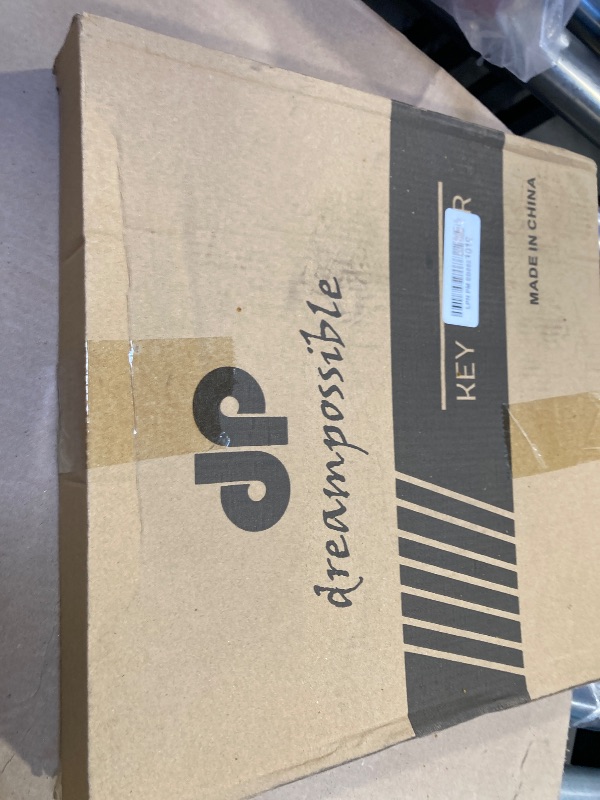 dp
dreampossible
KEY
R
MADE IN CHINA